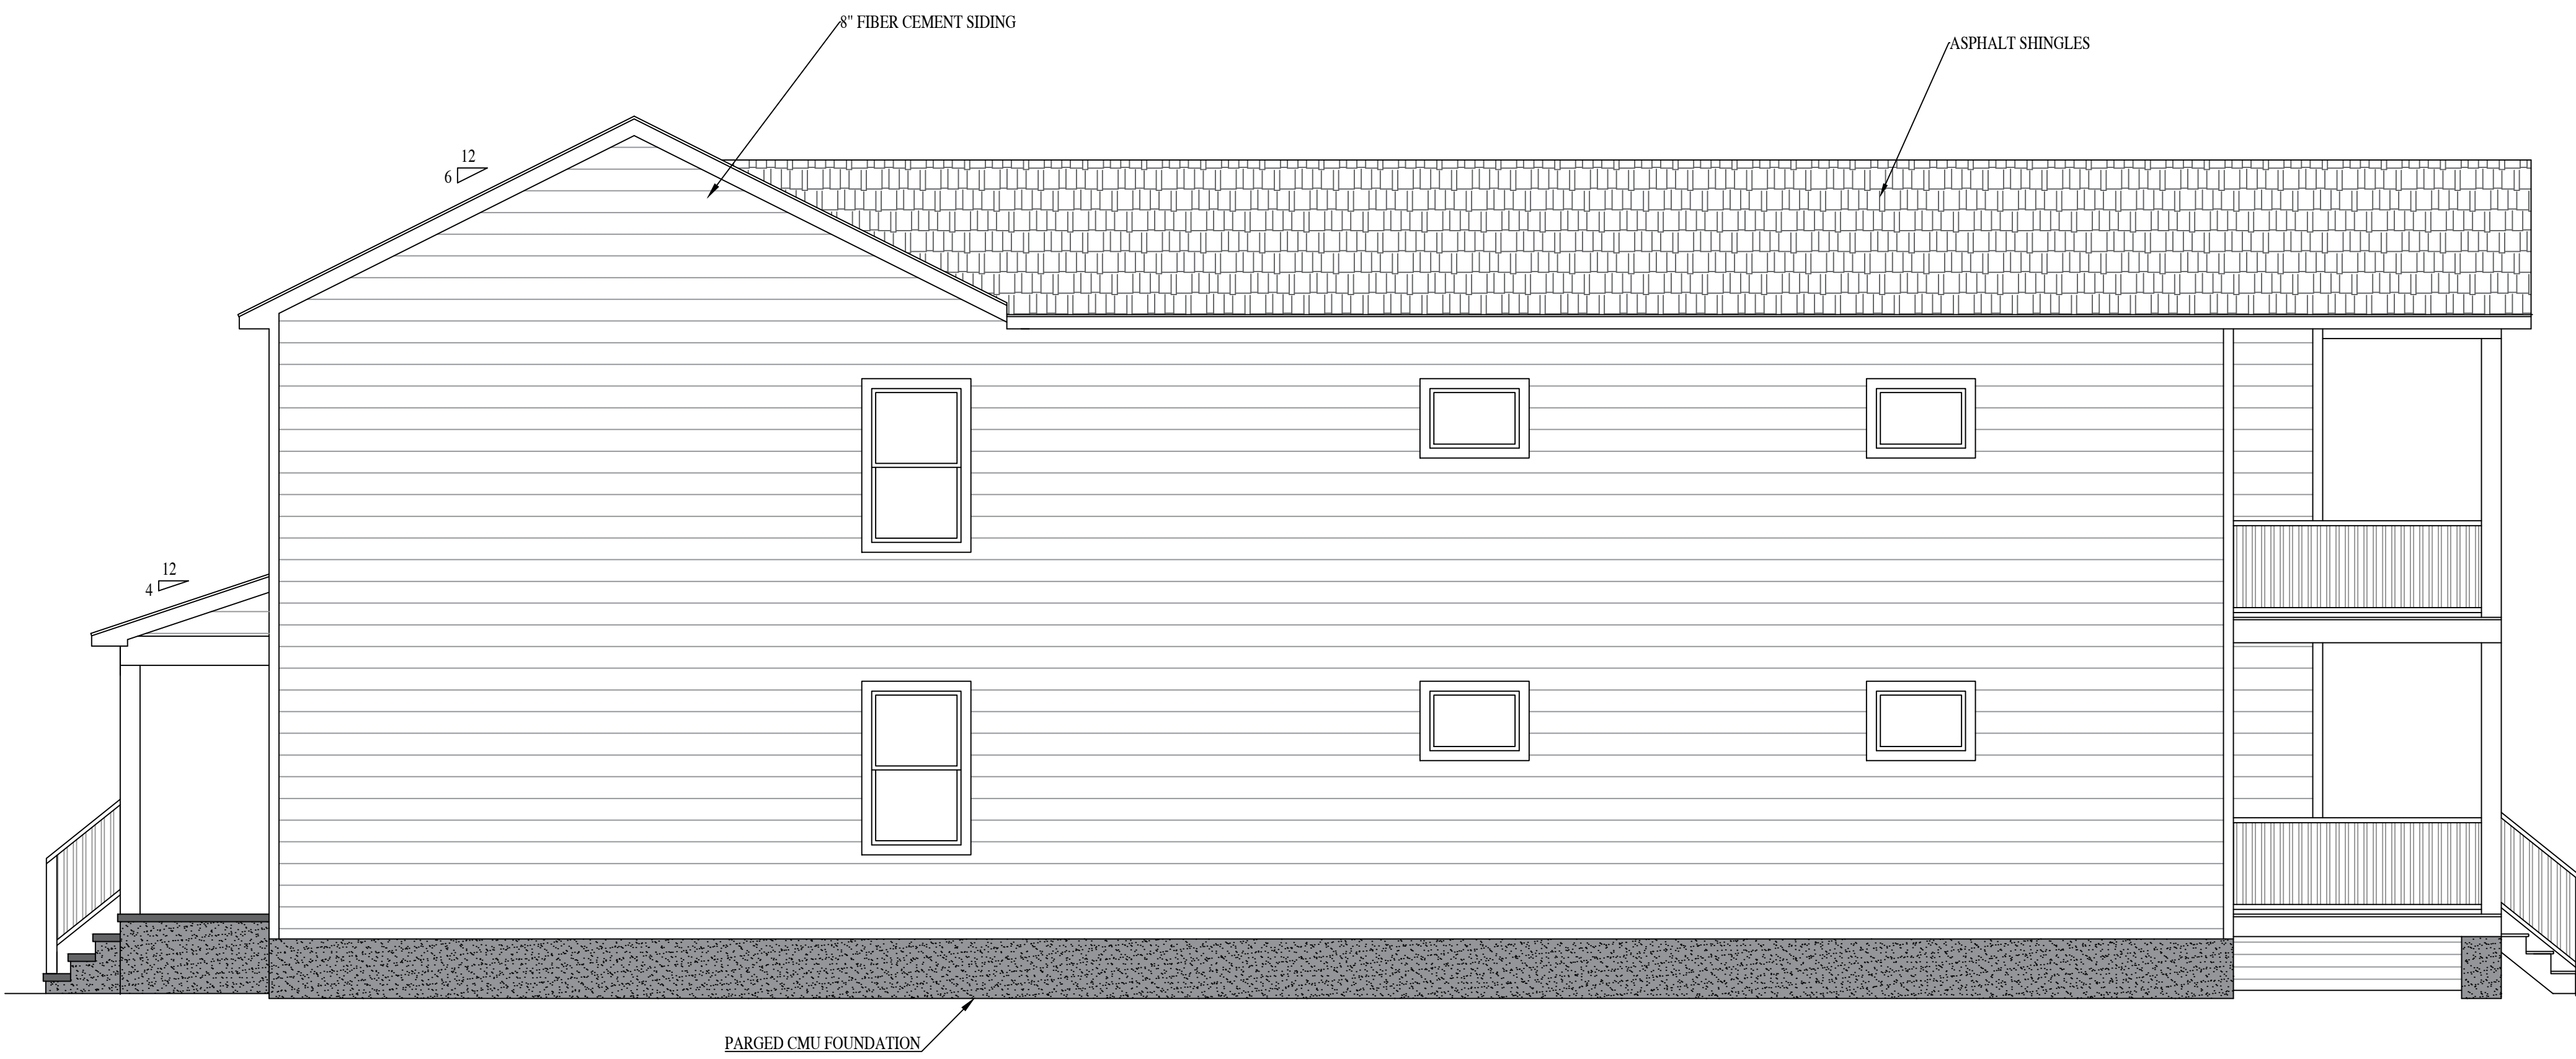 8" FIBER CEMENT SIDING
ASPHALT SHINGLES
12
6
12
4
PARGED CMU FOUNDATION